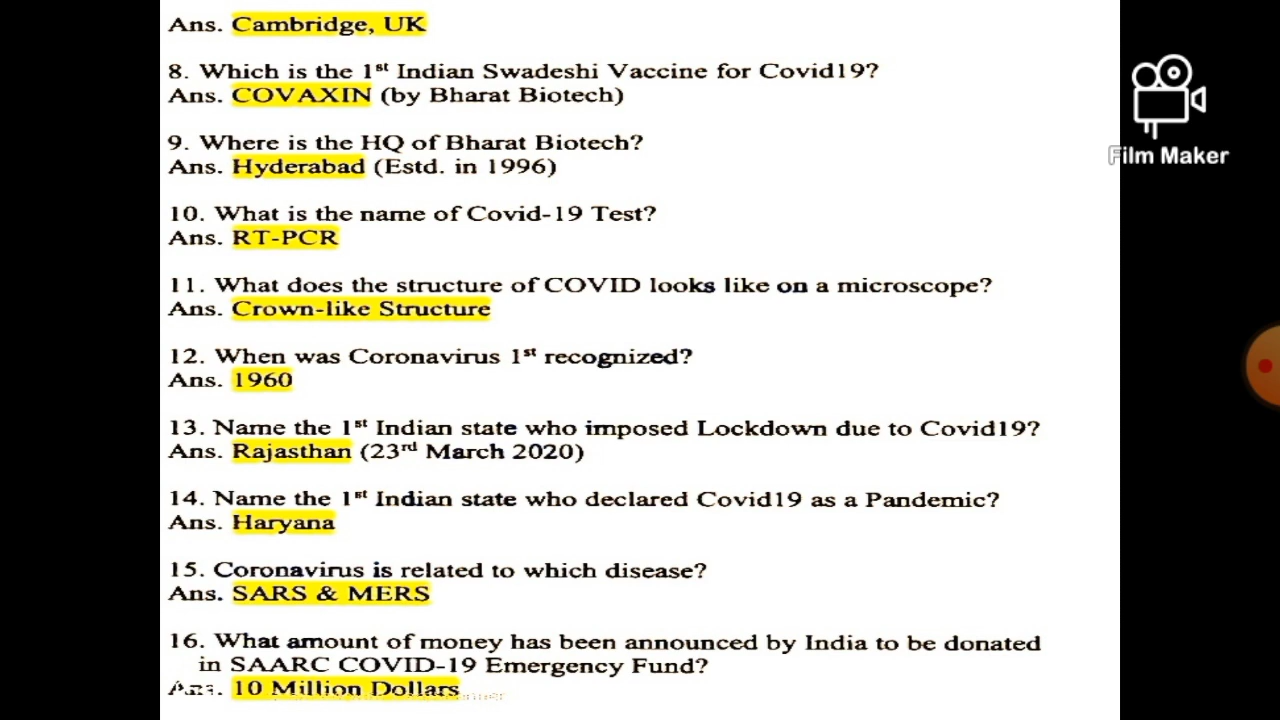 Ans. Cambridge, UK
8. Which is the 1st Indian Swadeshi Vaccine for Covid19?
Ans. COVAXIN (by Bharat Biotech)
9. Where is the HQ of Bharat Biotech?
Ans. Hyderabad (Estd. in 1996)
10. What is the name of Covid-19 Test?
Ans. RT-PCR
11. What does the structure of COVID looks like on a microscope?
Ans. Crown-like Structure
12. When was Coronavirus 1st recognized?
Ans. 1960
13. Name the 1st Indian state who imposed Lockdown due to Covid19?
Ans. Rajasthan (23rd March 2020)
14. Name the 1st Indian state who declared Covid19 as a Pandemic?
Ans. Haryana
15. Coronavirus is related to which disease?
Ans. SARS & MERS
16. What amount of money has been announced by India to be donated
in SAARC COVID-19 Emergency Fund?
Ans. 10 Million Dollars
Film Maker